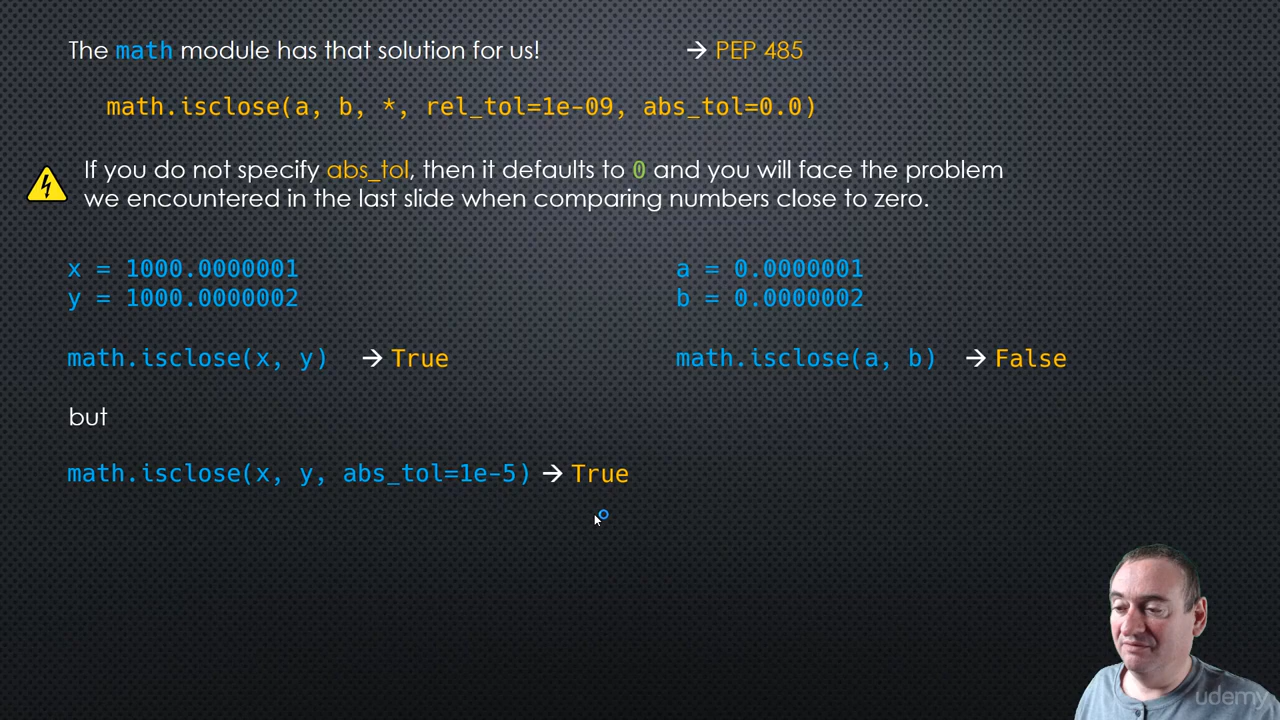 The math module has that solution for us! → PEP 485
math.isclose(a, b, *, rel_tol=1e-09, abs_tol=0.0)
If you do not specify abs_tol, then it defaults to 0 and you will face the problem
we encountered in the last slide when comparing numbers close to zero.
x = 1000.0000001
y = 1000.0000002
a = 0.0000001
b = 0.0000002
math.isclose(x, y) → True
math.isclose(a, b) → False
but
math.isclose(x, y, abs_tol=1e-5) → True
udemy